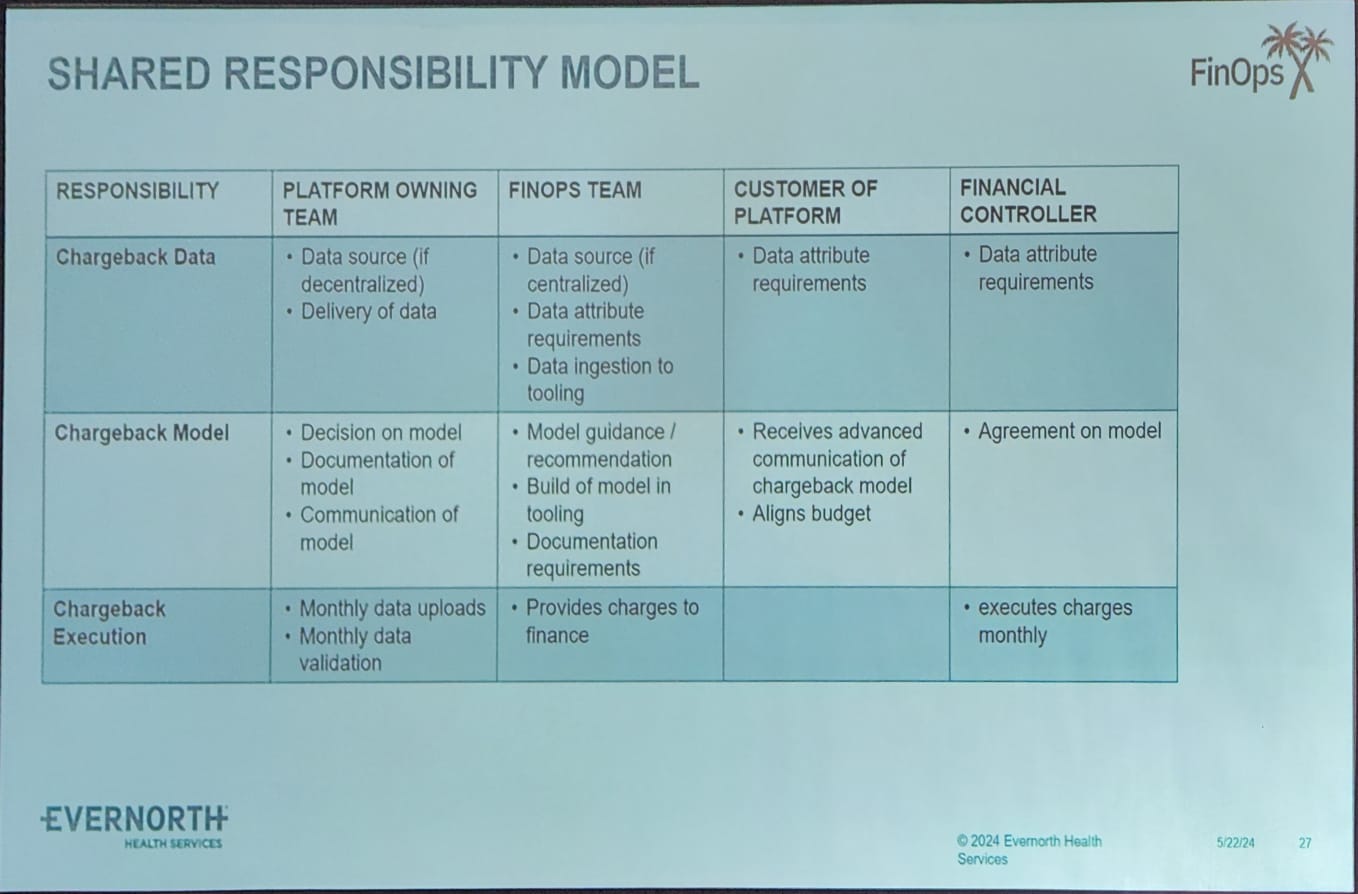 SHARED RESPONSIBILITY MODEL
FinOps X
RESPONSIBILITY
PLATFORM OWNING
TEAM
FINOPS TEAM
CUSTOMER OF
PLATFORM
FINANCIAL
CONTROLLER
Chargeback Data
• Data source (if
decentralized)
• Delivery of data
• Data source (if
centralized)
• Data attribute
requirements
• Data ingestion to
tooling
• Data attribute
requirements
• Data attribute
requirements
Chargeback Model
• Decision on model
• Documentation of
model
• Communication of
model
• Model guidance /
recommendation
• Build of model in
tooling
• Documentation
requirements
• Receives advanced
communication of
chargeback model
• Aligns budget
• Agreement on model
Chargeback
Execution
• Monthly data uploads
• Monthly data
validation
• Provides charges to
finance
• executes charges
monthly
EVERNORTH
HEALTH SERVICES
© 2024 Evernorth Health
Services
5/22/24
27